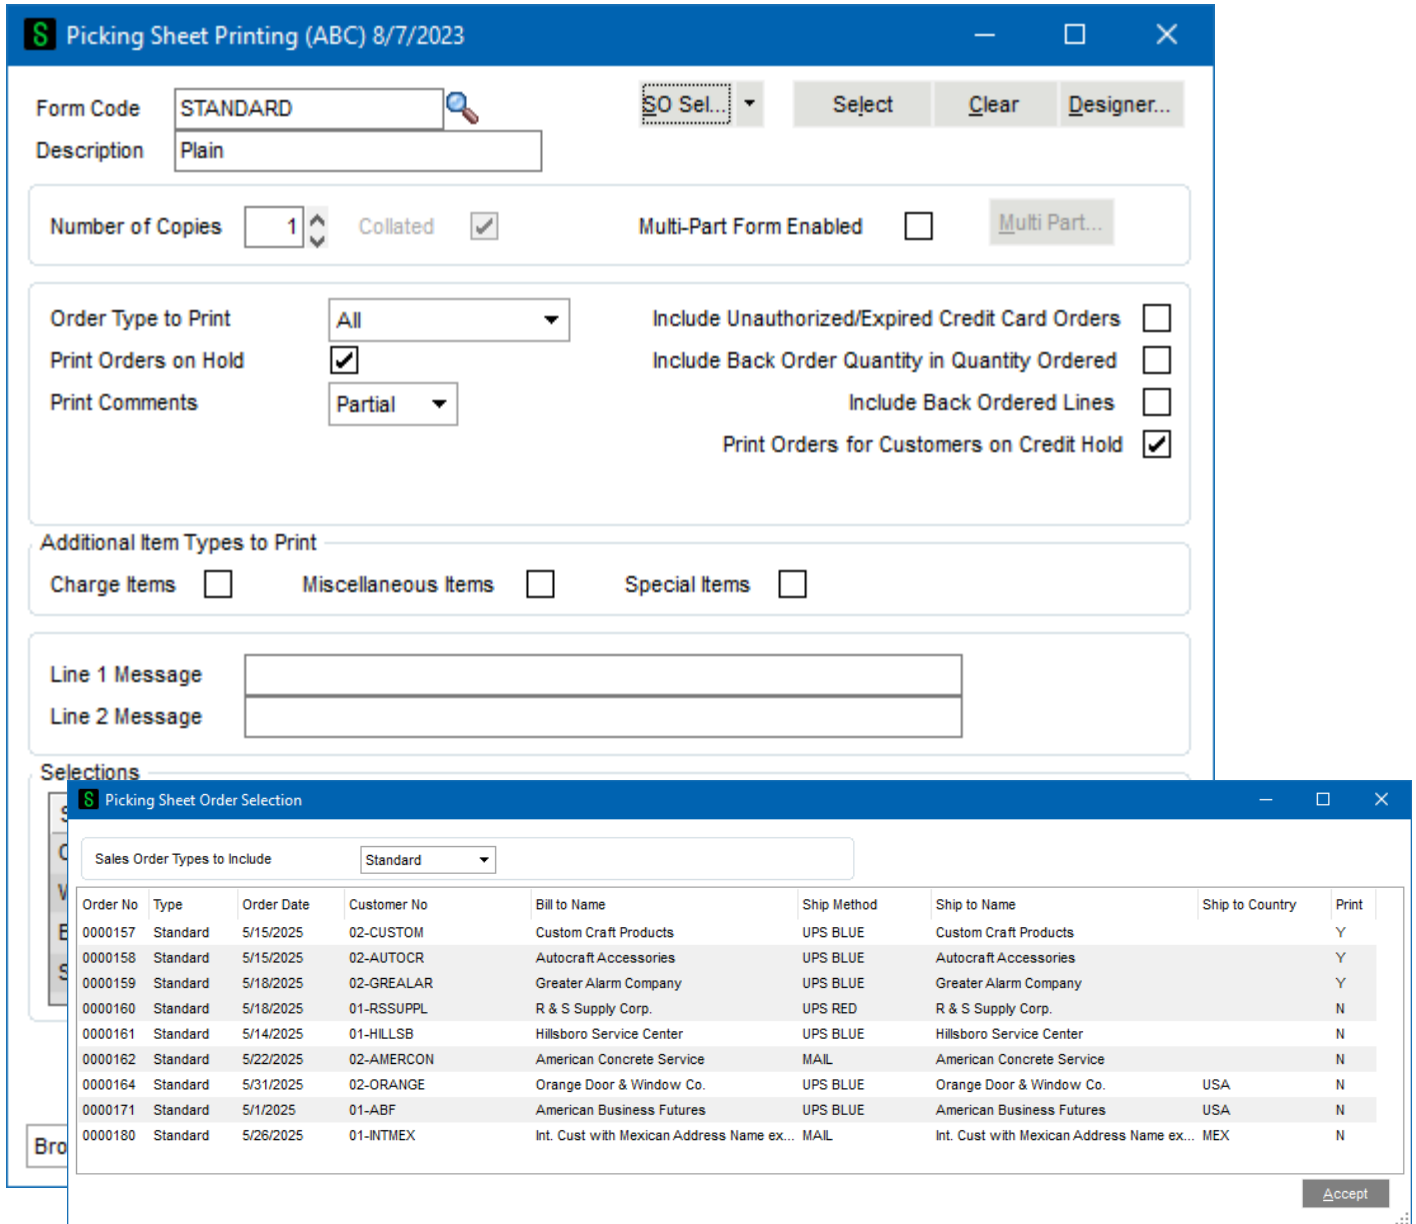 Picking Sheet Printing (ABC) 8/7/2023
Form Code STANDARD SO Sel... Select Clear Designer...
Description Plain
Number of Copies 1 Collated Multi-Part Form Enabled Multi Part...
Order Type to Print All Include Unauthorized/Expired Credit Card Orders
Print Orders on Hold Include Back Order Quantity in Quantity Ordered
Print Comments Partial Include Back Ordered Lines
Print Orders for Customers on Credit Hold
Additional Item Types to Print
Charge Items Miscellaneous Items Special Items
Line 1 Message
Line 2 Message
Selections
Picking Sheet Order Selection
Sales Order Types to Include Standard
Order No Type Order Date Customer No Bill to Name Ship Method Ship to Name Ship to Country Print
0000157 Standard 5/15/2025 02-CUSTOM Custom Craft Products UPS BLUE Custom Craft Products Y
0000158 Standard 5/15/2025 02-AUTOCR Autocraft Accessories UPS BLUE Autocraft Accessories Y
0000159 Standard 5/18/2025 02-GREALAR Greater Alarm Company UPS BLUE Greater Alarm Company Y
0000160 Standard 5/18/2025 01-RSSUPPL R & S Supply Corp. UPS RED R & S Supply Corp. N
0000161 Standard 5/14/2025 01-HILLSB Hillsboro Service Center UPS BLUE Hillsboro Service Center N
0000162 Standard 5/22/2025 02-AMERCON American Concrete Service MAIL American Concrete Service N
0000164 Standard 5/31/2025 02-ORANGE Orange Door & Window Co. UPS BLUE Orange Door & Window Co. USA N
0000171 Standard 5/1/2025 01-ABF American Business Futures UPS BLUE American Business Futures USA N
0000180 Standard 5/26/2025 01-INTMEX Int. Cust with Mexican Address Name ex... MAIL Int. Cust with Mexican Address Name ex... MEX N
Bro
Accept